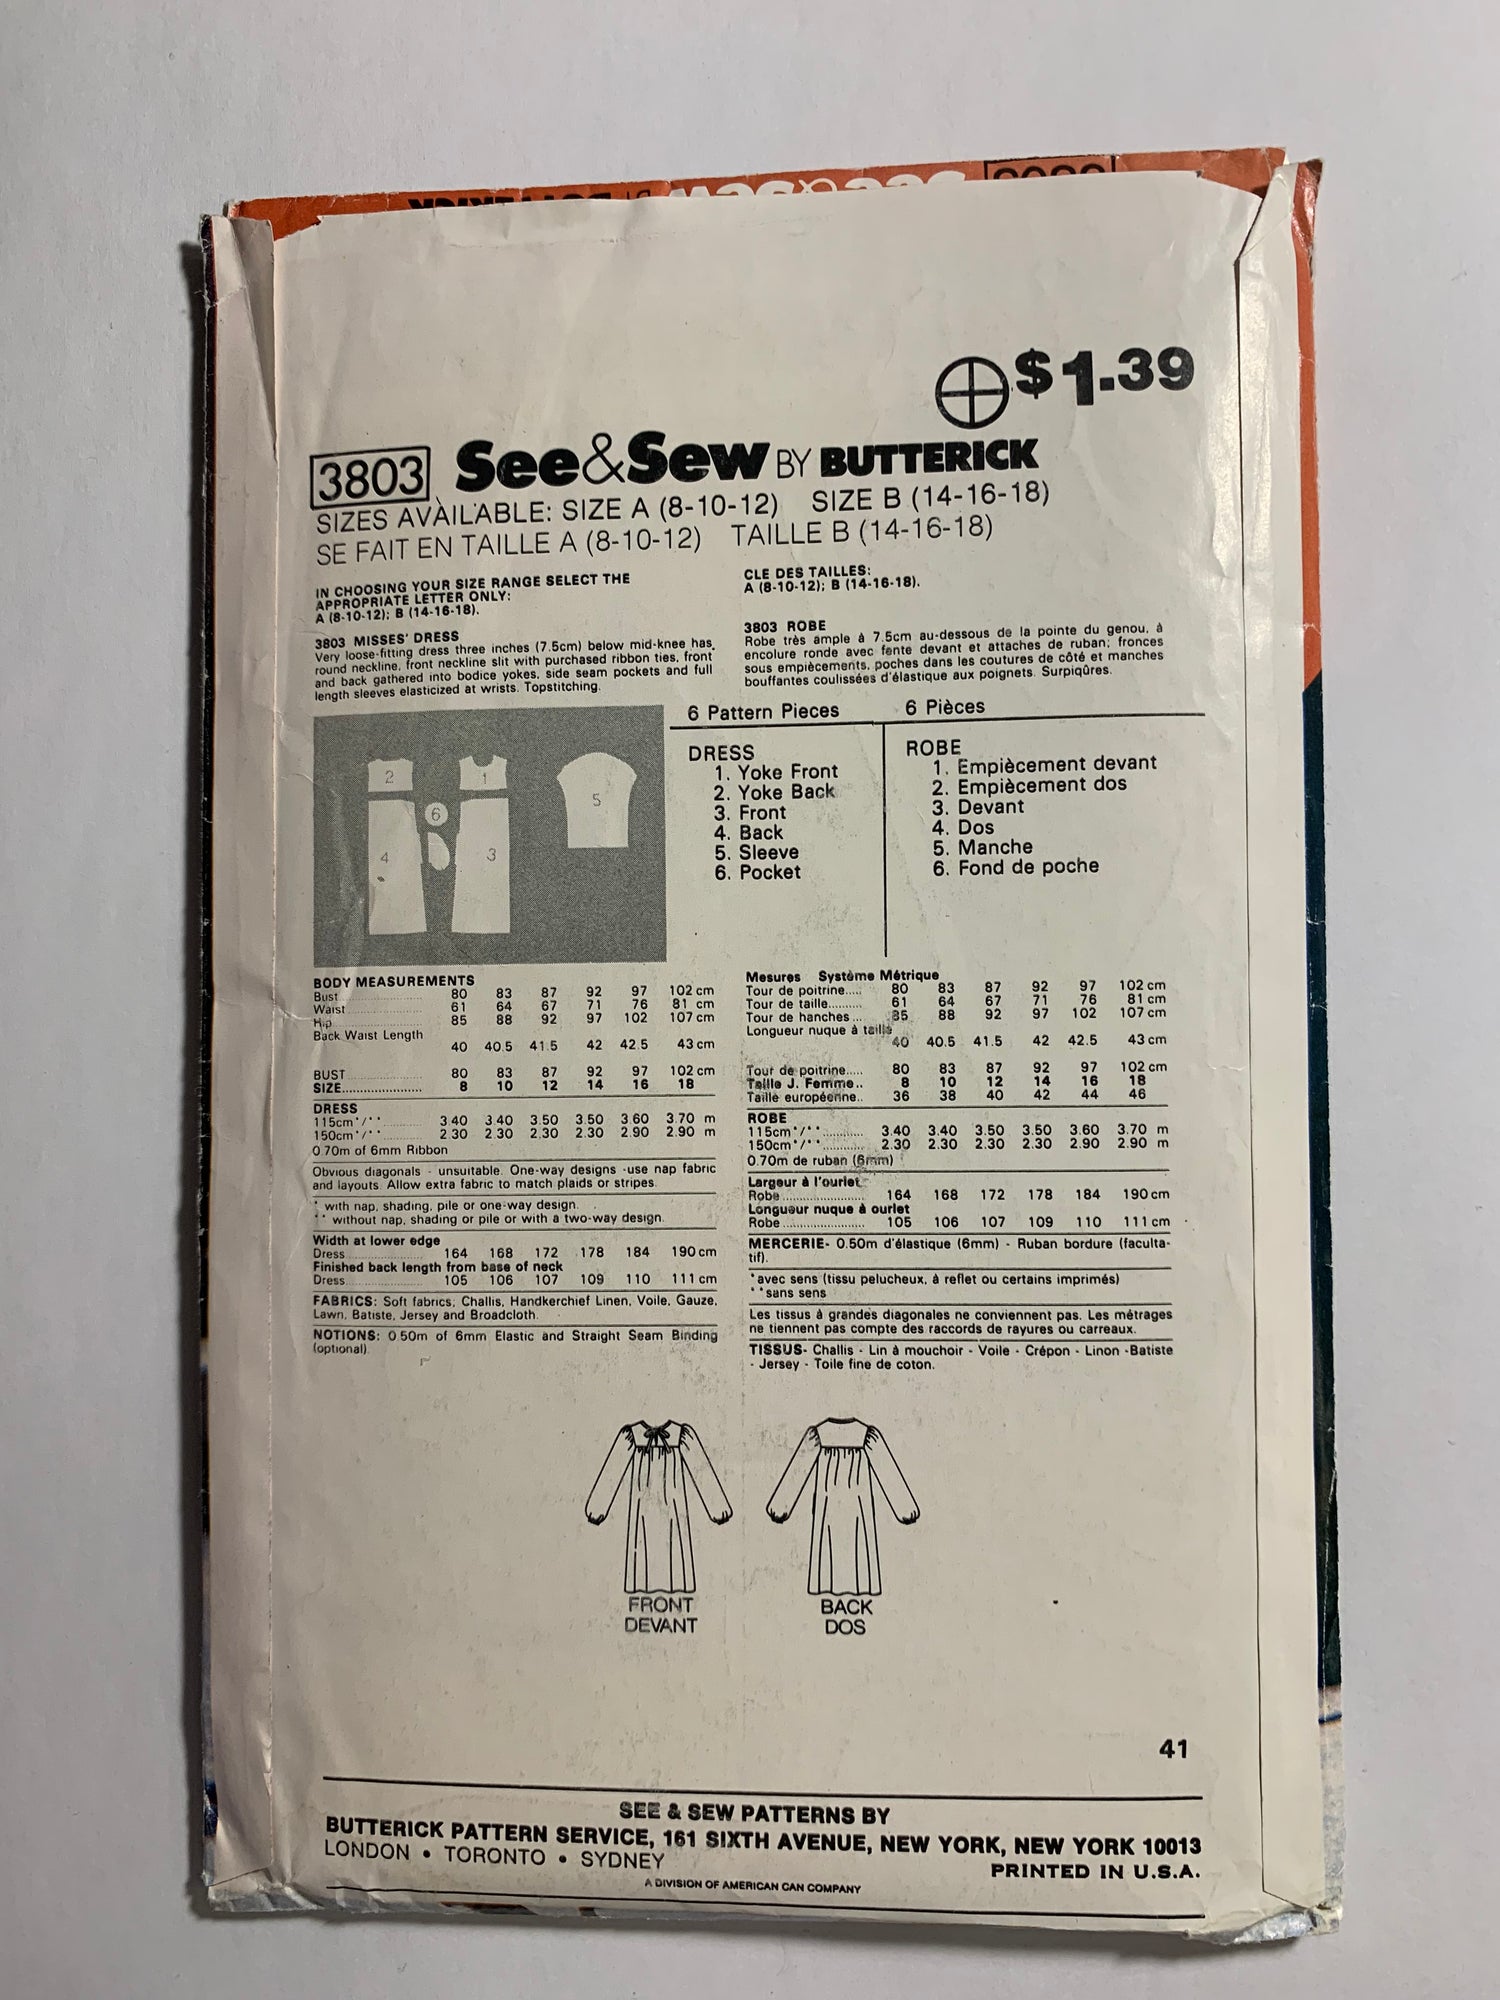 $1.39
3803 See&Sew BY BUTTERICK
SIZES AVAILABLE: SIZE A (8-10-12) SIZE B (14-16-18)
SE FAIT EN TAILLE A (8-10-12) TAILLE B (14-16-18)
IN CHOOSING YOUR SIZE RANGE SELECT THE
APPROPRIATE LETTER ONLY:
A (8-10-12); B (14-16-18).
3803 MISSES' DRESS
Very loose-fitting dress three inches (7.5cm) below mid-knee has,
round neckline, front neckline slit with purchased ribbon ties, front
and back gathered into bodice yokes, side seam pockets and full
length sleeves elasticized at wrists. Topstitching.
CLE DES TAILLES:
A (8-10-12); B (14-16-18).
3803 ROBE
Robe très ample à 7.5cm au-dessous de la pointe du genou, à
encolure ronde avec fente devant et attaches de ruban; fronces
sous empiècements, poches dans les coutures de côté et manches
bouffantes coulissées d'élastique aux poignets. Surpiqûres.
2 1 6 5 4 3
6 Pattern Pieces
DRESS
1. Yoke Front
2. Yoke Back
3. Front
4. Back
5. Sleeve
6. Pocket
6 Pièces
ROBE
1. Empiècement devant
2. Empiècement dos
3. Devant
4. Dos
5. Manche
6. Fond de poche
BODY MEASUREMENTS
Bust 80 83 87 92 97 102 cm
Waist 61 64 67 71 76 81 cm
Hip 85 88 92 97 102 107 cm
Back Waist Length
40 40.5 41.5 42 42.5 43 cm
BUST 80 83 87 92 97 102 cm
SIZE 8 10 12 14 16 18
DRESS
115cm*/** 3.40 3.40 3.50 3.50 3.60 3.70 m
150cm*/** 2.30 2.30 2.30 2.30 2.90 2.90 m
0.70m of 6mm Ribbon
Obvious diagonals - unsuitable. One-way designs -use nap fabric
and layouts. Allow extra fabric to match plaids or stripes.
* with nap, shading, pile or one-way design.
** without nap, shading or pile or with a two-way design.
Width at lower edge
Dress 164 168 172 178 184 190 cm
Finished back length from base of neck
Dress 105 106 107 109 110 111 cm
FABRICS: Soft fabrics, Challis, Handkerchief Linen, Voile, Gauze,
Lawn, Batiste, Jersey and Broadcloth.
NOTIONS: 0.50m of 6mm Elastic and Straight Seam Binding
(optional)
Mesures Système Métrique
Tour de poitrine 80 83 87 92 97 102 cm
Tour de taille 61 64 67 71 76 81 cm
Tour de hanches 85 88 92 97 102 107 cm
Longueur nuque à taille
40 40.5 41.5 42 42.5 43 cm
Tour de poitrine 80 83 87 92 97 102 cm
Taille J. Femme 8 10 12 14 16 18
Taille européenne 36 38 40 42 44 46
ROBE
115cm*/** 3.40 3.40 3.50 3.50 3.60 3.70 m
150cm*/** 2.30 2.30 2.30 2.30 2.90 2.90 m
0.70m de ruban (6mm)
Largeur à l'ourlet
Robe 164 168 172 178 184 190 cm
Longueur nuque à ourlet
Robe 105 106 107 109 110 111 cm
MERCERIE- 0.50m d'élastique (6mm) - Ruban bordure (faculta-
tif).
*avec sens (tissu pelucheux, à reflet ou certains imprimés)
**sans sens
Les tissus à grandes diagonales ne conviennent pas. Les métrages
ne tiennent pas compte des raccords de rayures ou carreaux.
TISSUS- Challis - Lin à mouchoir - Voile - Crépon - Linon -Batiste
- Jersey - Toile fine de coton.
FRONT
DEVANT
BACK
DOS
41
SEE & SEW PATTERNS BY
BUTTERICK PATTERN SERVICE, 161 SIXTH AVENUE, NEW YORK, NEW YORK 10013
LONDON • TORONTO • SYDNEY
PRINTED IN U.S.A.
A DIVISION OF AMERICAN CAN COMPANY